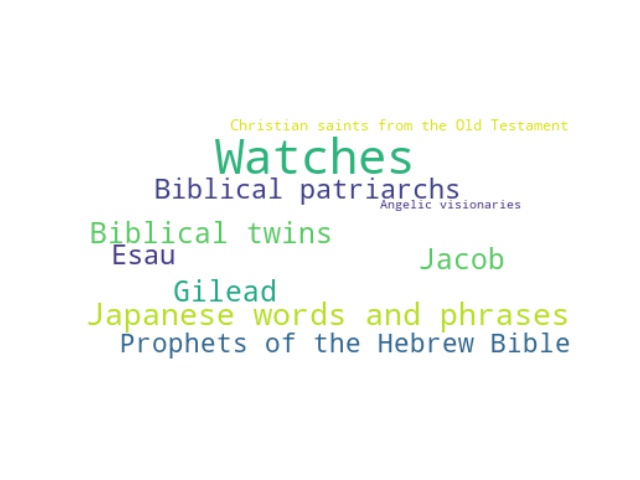 Christian saints from the Old Testament
Watches
Biblical patriarchs
Angelic visionaries
Biblical twins
Esau
Jacob
Gilead
Japanese words and phrases
Prophets of the Hebrew Bible